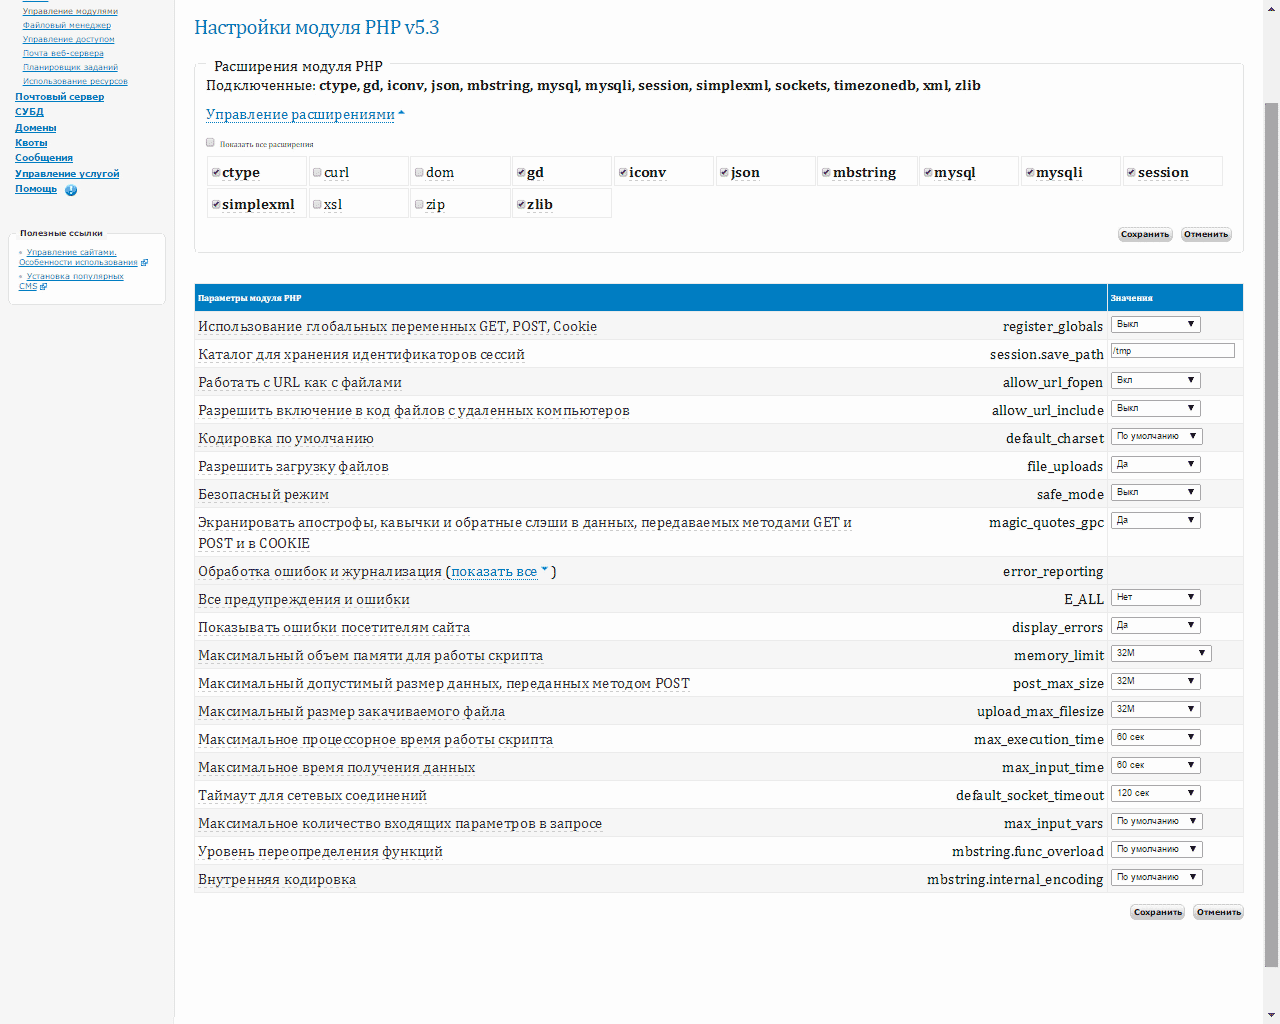 Управление модулями
Файловый менеджер
Управление доступом
Почта веб-сервера
Планировщик заданий
Использование ресурсов
Почтовый сервер
СУБД
Домены
Квоты
Сообщения
Управление услугой
Помощь
Полезные ссылки
Управление сайтами.
Особенности использования
Установка популярных
CMS
Настройки модуля PHP v5.3
Расширения модуля PHP
Подключенные: ctype, gd, iconv, json, mbstring, mysql, mysqli, session, simplexml, sockets, timezonedb, xml, zlib
Управление расширениями
Показать все расширения
ctype curl dom gd iconv json mbstring mysql mysqli session
simplexml xsl zip zlib
Сохранить Отменить
Параметры модуля PHP Значения
Использование глобальных переменных GET, POST, Cookie register_globals Выкл
Каталог для хранения идентификаторов сессий session.save_path /tmp
Работать с URL как с файлами allow_url_fopen Вкл
Разрешить включение в код файлов с удаленных компьютеров allow_url_include Выкл
Кодировка по умолчанию default_charset По умолчанию
Разрешить загрузку файлов file_uploads Да
Безопасный режим safe_mode Выкл
Экранировать апострофы, кавычки и обратные слэши в данных, передаваемых методами GET и magic_quotes_gpc Да
POST и в COOKIE
Обработка ошибок и журнализация (показать все ) error_reporting
Все предупреждения и ошибки E_ALL Нет
Показывать ошибки посетителям сайта display_errors Да
Максимальный объем памяти для работы скрипта memory_limit 32M
Максимальный допустимый размер данных, переданных методом POST post_max_size 32M
Максимальный размер закачиваемого файла upload_max_filesize 32M
Максимальное процессорное время работы скрипта max_execution_time 60 сек
Максимальное время получения данных max_input_time 60 сек
Таймаут для сетевых соединений default_socket_timeout 120 сек
Максимальное количество входящих параметров в запросе max_input_vars По умолчанию
Уровень переопределения функций mbstring.func_overload По умолчанию
Внутренняя кодировка mbstring.internal_encoding По умолчанию
Сохранить Отменить